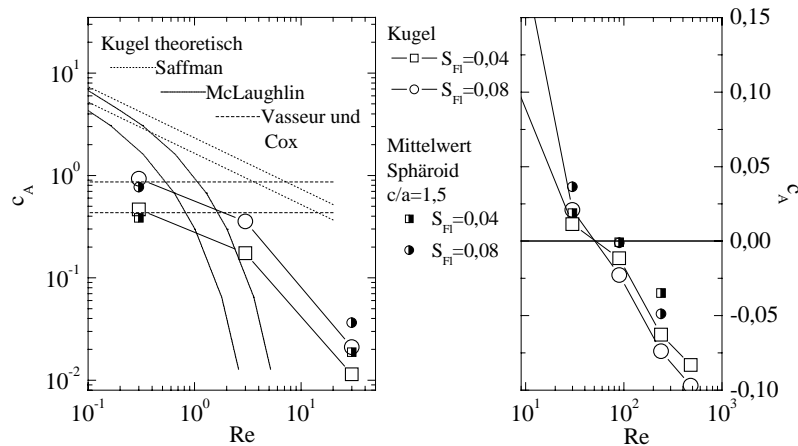 Kugel theoretisch
Saffman
McLaughlin
Vasseur und
Cox
10^1
10^0
10^-1
10^-2
c_A
10^-1
10^0
10^1
Re
Kugel
S_Fl=0,04
S_Fl=0,08
Mittelwert
Sphäroid
c/a=1,5
S_Fl=0,04
S_Fl=0,08
0,15
0,10
0,05
0,00
-0,05
-0,10
c_A
10^1
10^2
10^3
Re